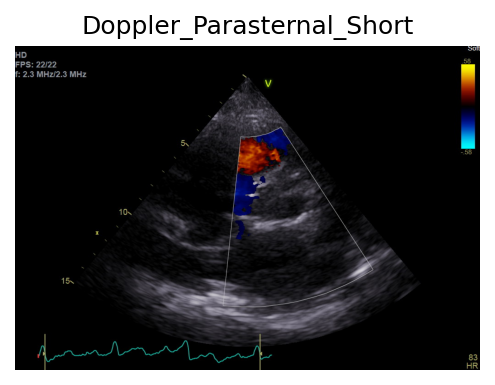 Doppler_Parasternal_Short
HD
FPS: 22/22
f: 2.3 MHz/2.3 MHz
V
58
-.58
5
10
x
15
83
HR